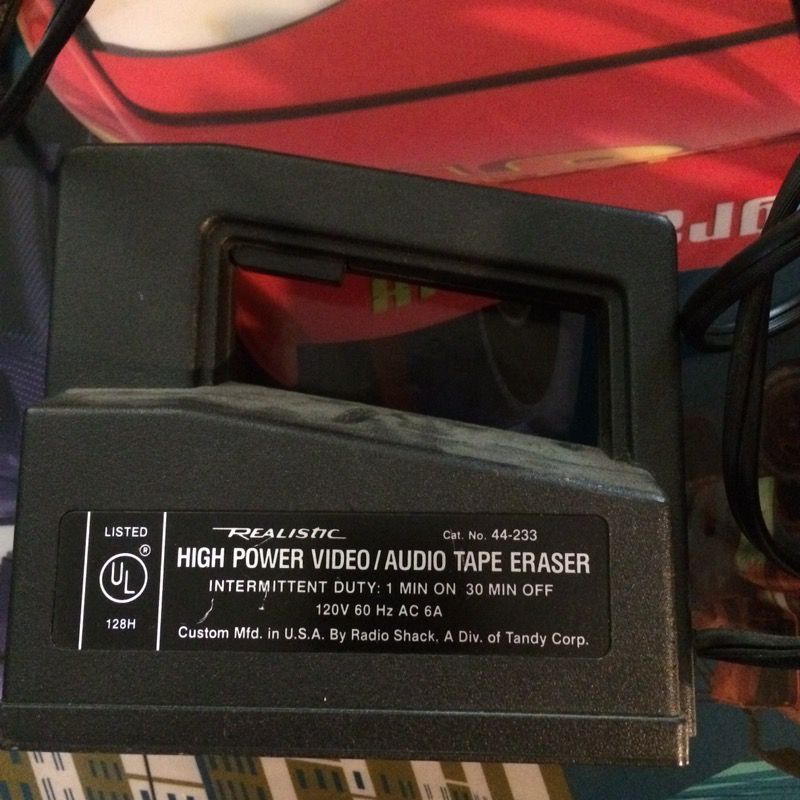 LISTED
UL
®
128H
REALISTIC
Cat. No. 44-233
HIGH POWER VIDEO/AUDIO TAPE ERASER
INTERMITTENT DUTY: 1 MIN ON 30 MIN OFF
120V 60 Hz AC 6A
Custom Mfd. in U.S.A. By Radio Shack, A Div. of Tandy Corp.